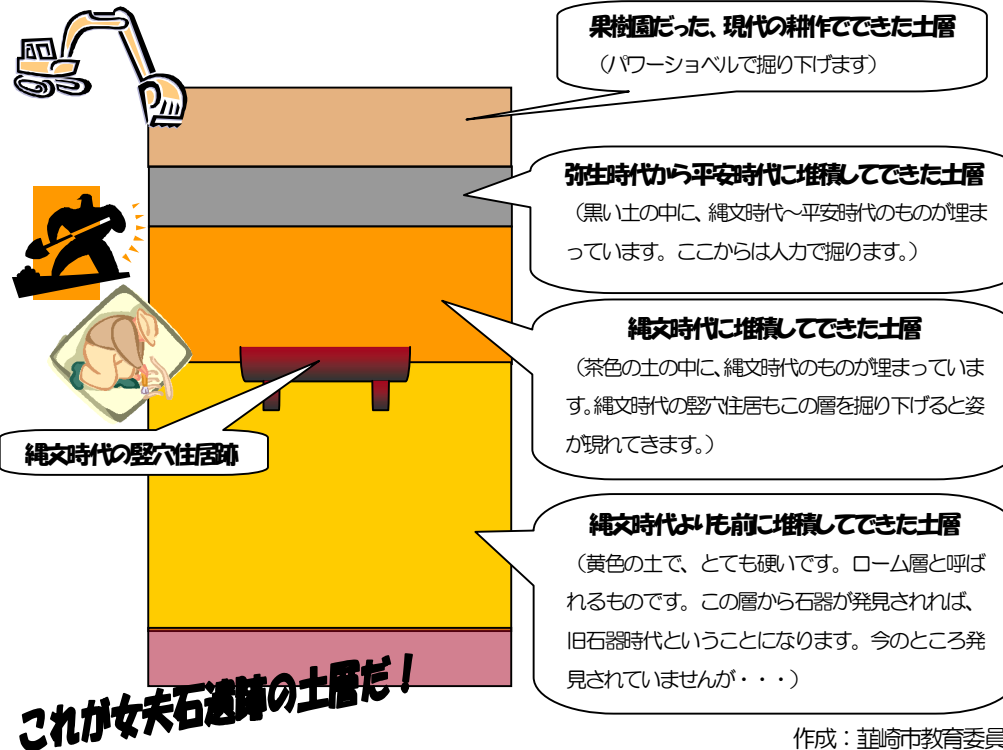 果樹園だった、現代の耕作でできた土層
（パワーショベルで掘り下げます）
弥生時代から平安時代に堆積してできた土層
（黒い土の中に、縄文時代～平安時代のものが埋ま
っています。ここからは人力で掘ります。）
縄文時代に堆積してできた土層
（茶色の土の中に、縄文時代のものが埋まっていま
す。縄文時代の竪穴住居もこの層を掘り下げると姿
が現れてきます。）
縄文時代の竪穴住居跡
縄文時代よりも前に堆積してできた土層
（黄色の土で、とても硬いです。ローム層と呼ば
れるものです。この層から石器が発見されれば、
旧石器時代ということになります。今のところ発
見されていませんが・・・）
これが女夫石遺跡の土層だ！
作成：韮崎市教育委員